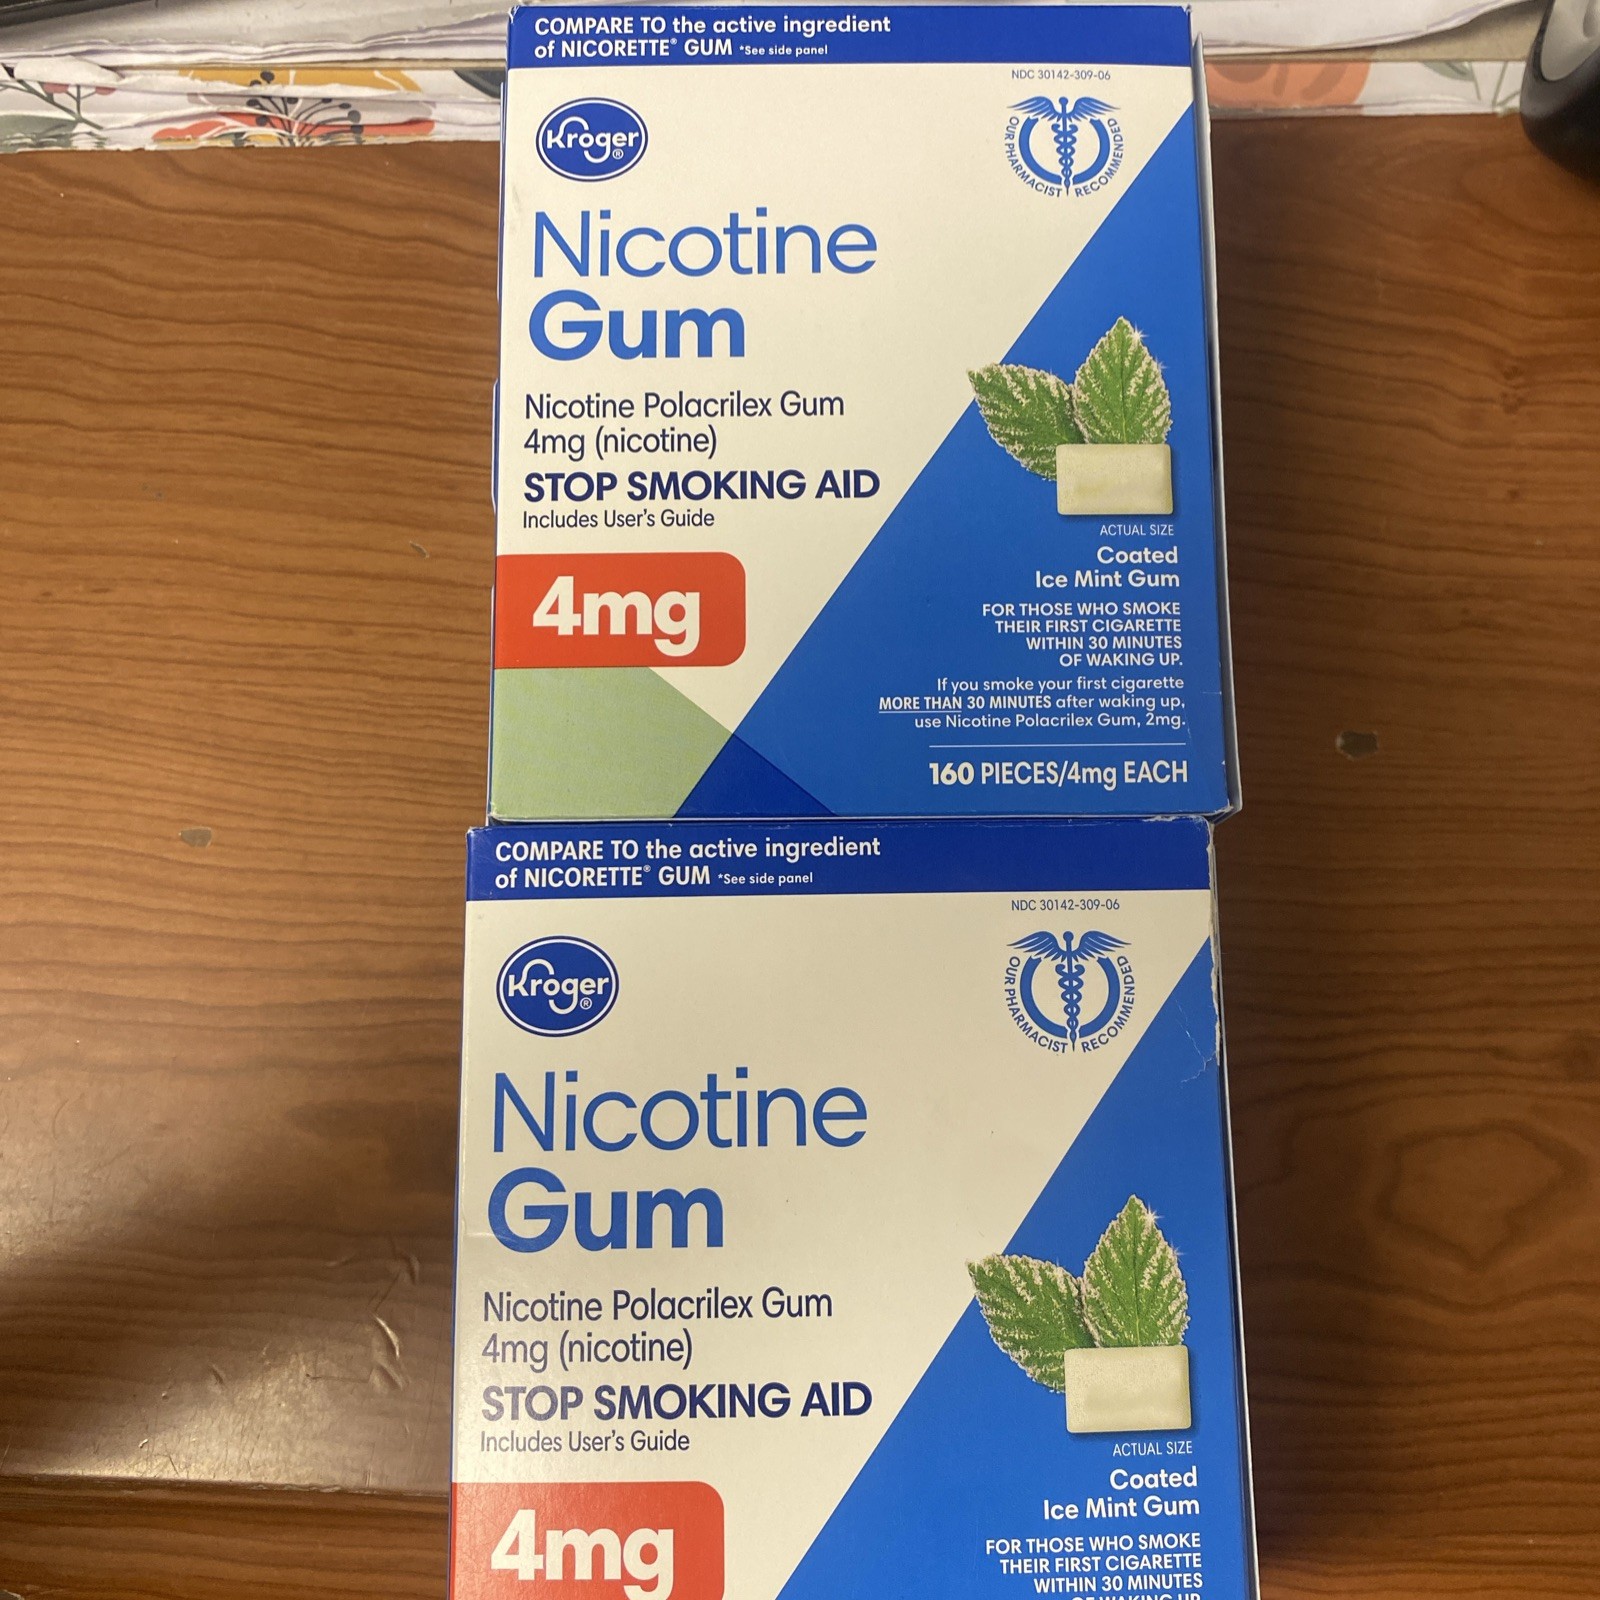 COMPARE TO the active ingredient
of NICORETTE® GUM *See side panel
NDC 30142-309-06
Kroger®
OUR PHARMACIST RECOMMENDED
Nicotine
Gum
Nicotine Polacrilex Gum
4mg (nicotine)
STOP SMOKING AID
Includes User's Guide
4mg
ACTUAL SIZE
Coated
Ice Mint Gum
FOR THOSE WHO SMOKE
THEIR FIRST CIGARETTE
WITHIN 30 MINUTES
OF WAKING UP.
If you smoke your first cigarette
MORE THAN 30 MINUTES after waking up,
use Nicotine Polacrilex Gum, 2mg.
160 PIECES/4mg EACH
COMPARE TO the active ingredient
of NICORETTE® GUM *See side panel
NDC 30142-309-06
Kroger®
OUR PHARMACIST RECOMMENDED
Nicotine
Gum
Nicotine Polacrilex Gum
4mg (nicotine)
STOP SMOKING AID
Includes User's Guide
4mg
ACTUAL SIZE
Coated
Ice Mint Gum
FOR THOSE WHO SMOKE
THEIR FIRST CIGARETTE
WITHIN 30 MINUTES
OF WAKING UP